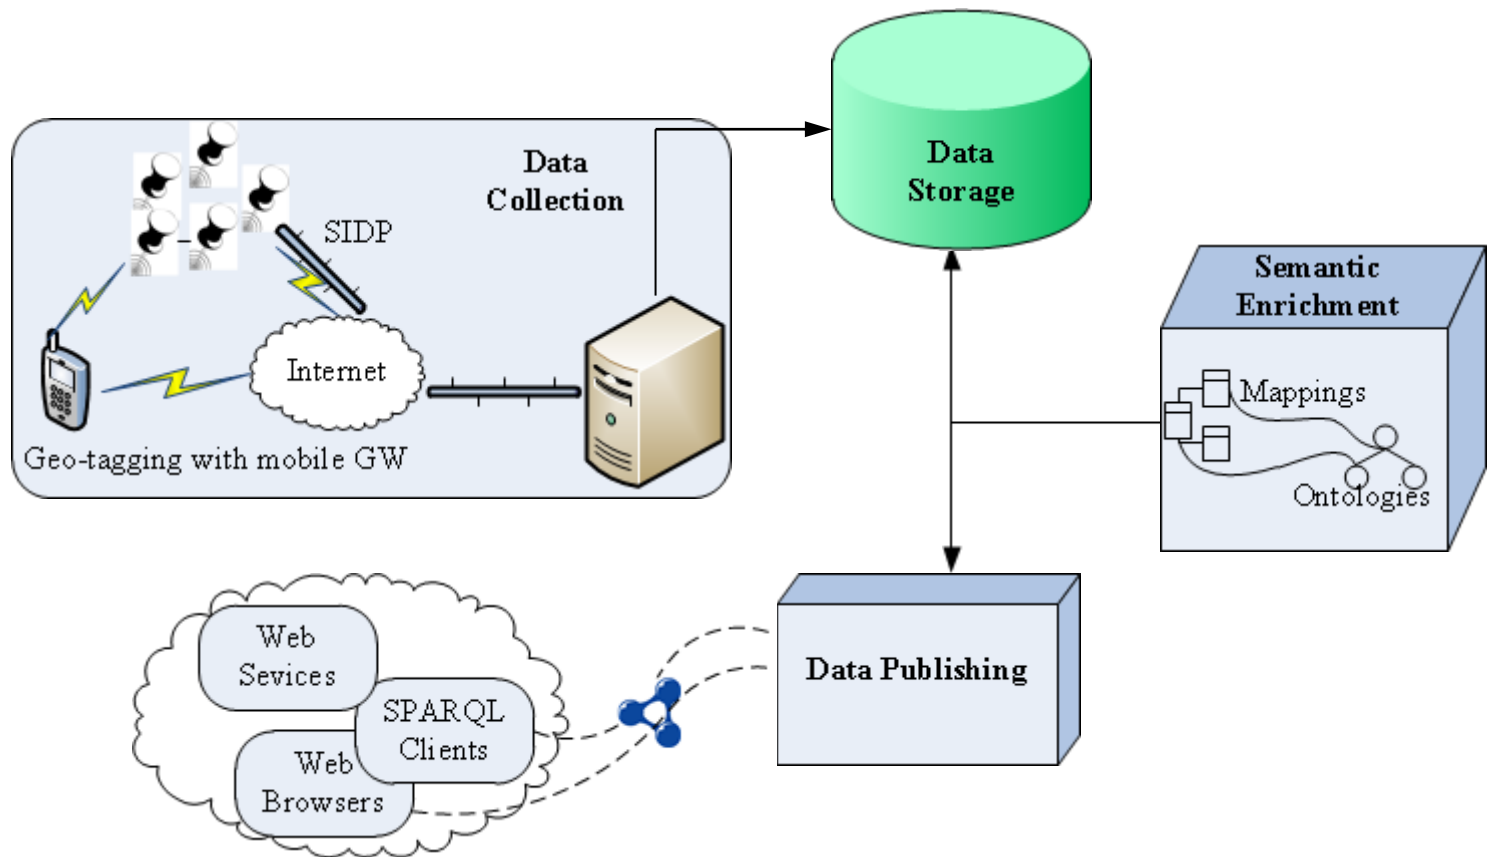 Data
Collection
SIDP
Internet
Geo-tagging with mobile GW
Data
Storage
Semantic
Enrichment
Mappings
Ontologies
Data Publishing
Web
Sevices
SPARQL
Clients
Web
Browsers